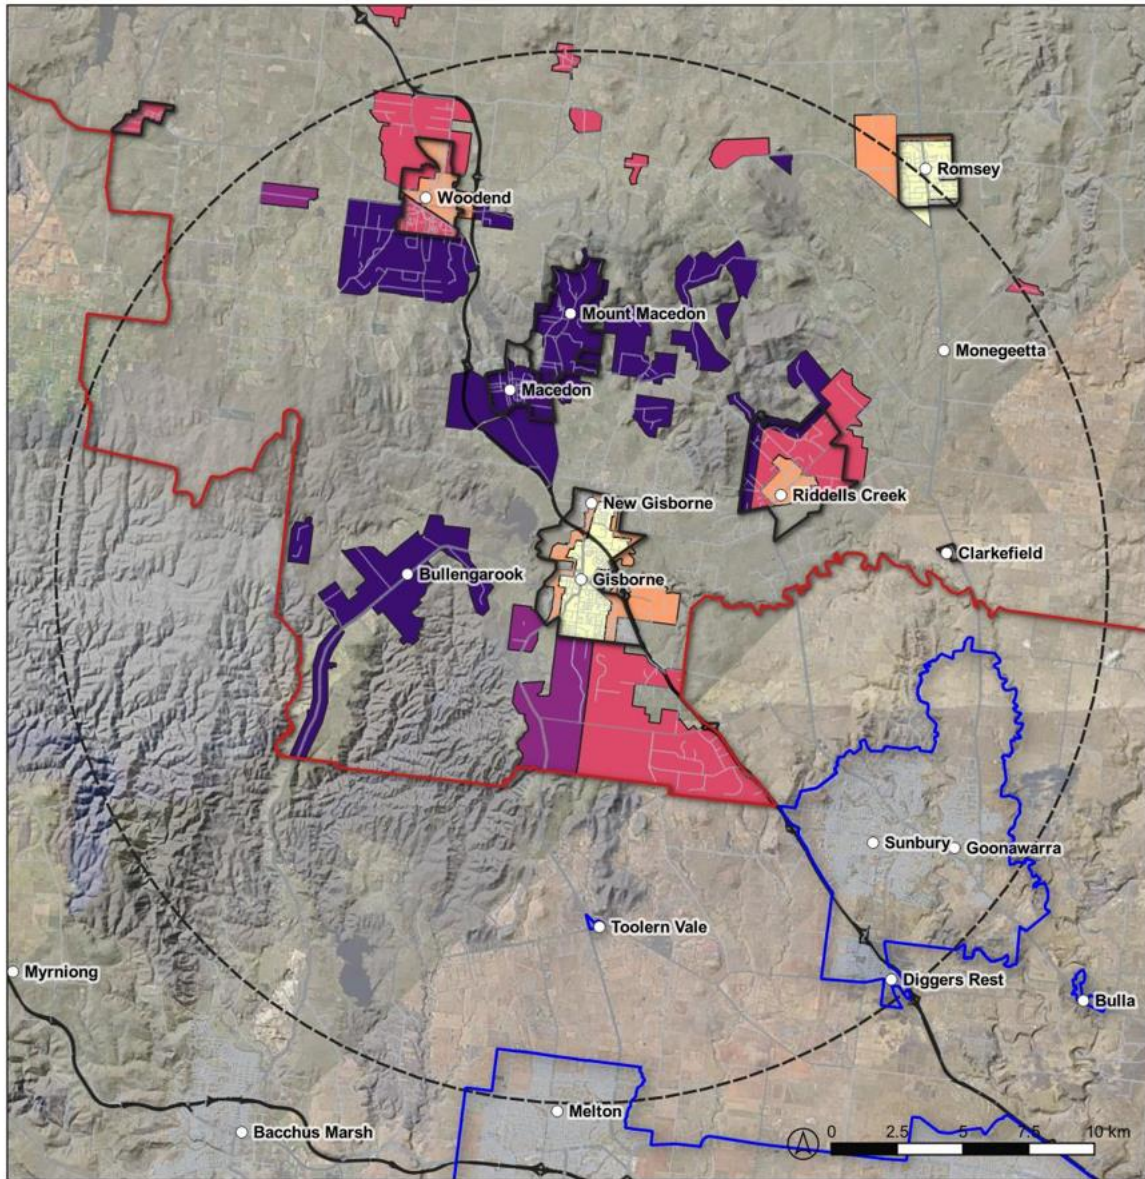 Woodend
Romsey
Mount Macedon
Monegeetta
Macedon
Riddells Creek
New Gisborne
Clarkefield
Bullengarook
Gisborne
Sunbury
Goonawarra
Toolern Vale
Myrniong
Diggers Rest
Bulla
Melton
Bacchus Marsh
0 2.5 5 7.5 10 km